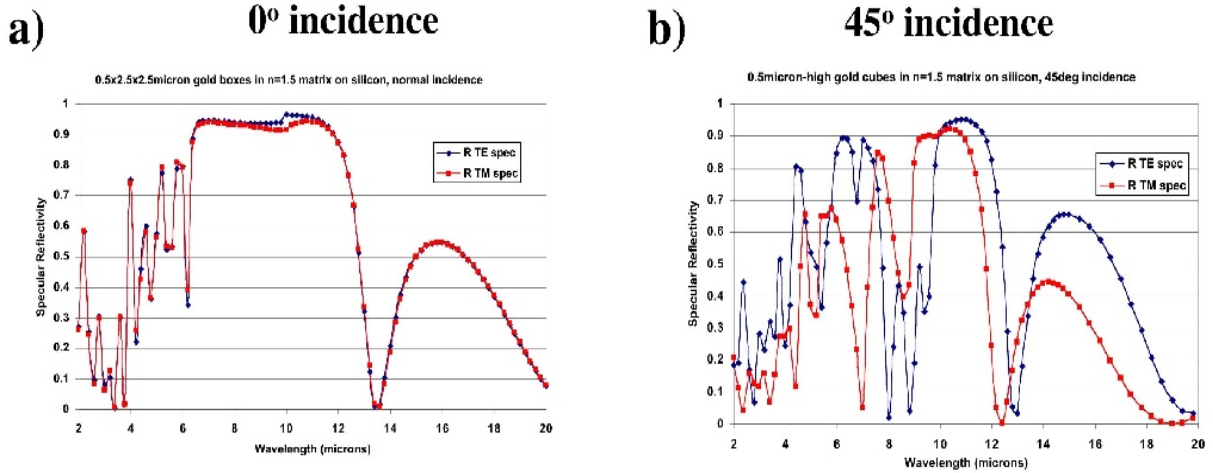 a)
0° incidence
0.5x2.5x2.5micron gold boxes in n=1.5 matrix on silicon, normal incidence
1
0.9
0.8
0.7
0.6
0.5
0.4
0.3
0.2
0.1
0
Specular Reflectivity
R TE spec
R TM spec
2 4 6 8 10 12 14 16 18 20
Wavelength (microns)
b)
45° incidence
0.5micron-high gold cubes in n=1.5 matrix on silicon, 45deg incidence
1
0.9
0.8
0.7
0.6
0.5
0.4
0.3
0.2
0.1
0
Specular Reflectivity
R TE spec
R TM spec
2 4 6 8 10 12 14 16 18 20
Wavelength (microns)